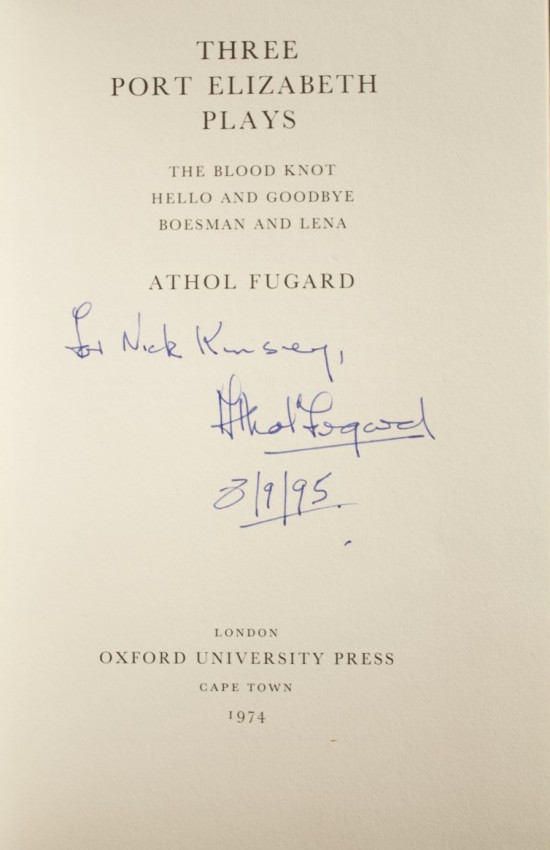 THREE
PORT ELIZABETH
PLAYS
THE BLOOD KNOT
HELLO AND GOODBYE
BOESMAN AND LENA
ATHOL FUGARD
For Nick Kinsey,
Athol Fugard
8/9/95.
LONDON
OXFORD UNIVERSITY PRESS
CAPE TOWN
1974